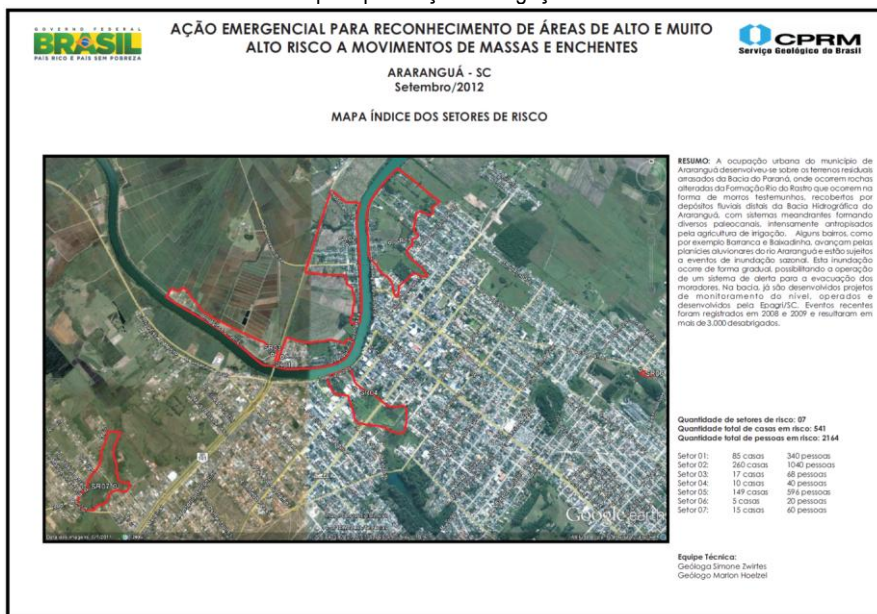 GOVERNO FEDERAL
BRASIL
PAÍS RICO É PAÍS SEM POBREZA
AÇÃO EMERGENCIAL PARA RECONHECIMENTO DE ÁREAS DE ALTO E MUITO
ALTO RISCO A MOVIMENTOS DE MASSAS E ENCHENTES
CPRM
Serviço Geológico do Brasil
ARARANGUÁ - SC
Setembro/2012
MAPA ÍNDICE DOS SETORES DE RISCO
RESUMO: A ocupação urbana do município de
Araranguá desenvolveu-se sobre os terrenos residuais
arrasados da Bacia do Paraná, onde ocorrem rochas
alteradas da Formação Rio do Rastro que ocorrem na
forma de morros testemunhos, recobertos por
depósitos fluviais distais da Bacia Hidrográfica do
Araranguá, com sistemas meandrantes formando
diversos paleocanais, intensamente antropisados
pela agricultura de irrigação. Alguns bairros, como
por exemplo Barranca e Baixadinha, avançam pelas
planícies aluvionares do rio Araranguá e estão sujeitos
a eventos de inundação sazonal. Esta inundação
ocorre de forma gradual, possibilitando a operação
de um sistema de alerta para a evacuação dos
moradores. Na bacia, já são desenvolvidos projetos
de monitoramento do nível, operados e
desenvolvidos pela Epagri/SC. Eventos recentes
foram registrados em 2008 e 2009 e resultaram em
mais de 3.000 desabrigados.
Quantidade de setores de risco: 07
Quantidade total de casas em risco: 541
Quantidade total de pessoas em risco: 2164
Setor 01: 85 casas 340 pessoas
Setor 02: 260 casas 1040 pessoas
Setor 03: 17 casas 68 pessoas
Setor 04: 10 casas 40 pessoas
Setor 05: 149 casas 596 pessoas
Setor 06: 5 casas 20 pessoas
Setor 07: 15 casas 60 pessoas
Google earth
Equipe Técnica:
Geóloga Simone Zwirtes
Geólogo Marlon Hoelzel